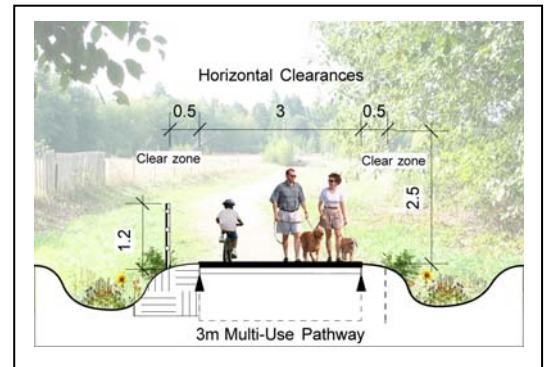 Horizontal Clearances
0.5 3 0.5
Clear zone Clear zone
1.2
2.5
3m Multi-Use Pathway